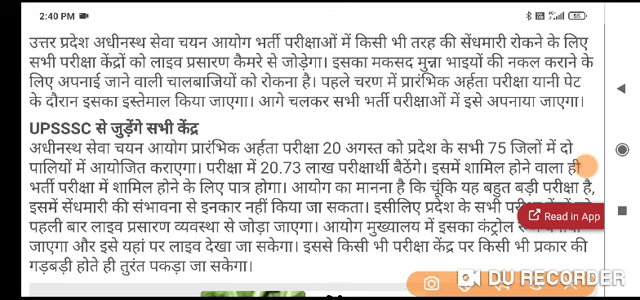 2:40 PM
उत्तर प्रदेश अधीनस्थ सेवा चयन आयोग भर्ती परीक्षाओं में किसी भी तरह की सेंधमारी रोकने के लिए
सभी परीक्षा केंद्रों को लाइव प्रसारण कैमरे से जोड़ेगा। इसका मकसद मुन्ना भाइयों की नकल कराने के
लिए अपनाई जाने वाली चालबाजियों को रोकना है। पहले चरण में प्रारंभिक अर्हता परीक्षा यानी पेट
के दौरान इसका इस्तेमाल किया जाएगा। आगे चलकर सभी भर्ती परीक्षाओं में इसे अपनाया जाएगा।
UPSSSC से जुड़ेंगे सभी केंद्र
अधीनस्थ सेवा चयन आयोग प्रारंभिक अर्हता परीक्षा 20 अगस्त को प्रदेश के सभी 75 जिलों में दो
पालियों में आयोजित कराएगा। परीक्षा में 20.73 लाख परीक्षार्थी बैठेंगे। इसमें शामिल होने वाला ही
भर्ती परीक्षा में शामिल होने के लिए पात्र होगा। आयोग का मानना है कि चूंकि यह बहुत बड़ी परीक्षा है,
इसमें सेंधमारी की संभावना से इनकार नहीं किया जा सकता। इसीलिए प्रदेश के सभी
पहली बार लाइव प्रसारण व्यवस्था से जोड़ा जाएगा। आयोग मुख्यालय में इसका कंट्रोल
Read in App
जाएगा और इसे यहां पर लाइव देखा जा सकेगा। इससे किसी भी परीक्षा केंद्र पर किसी भी प्रकार की
गड़बड़ी होते ही तुरंत पकड़ा जा सकेगा।
DU RECORDER